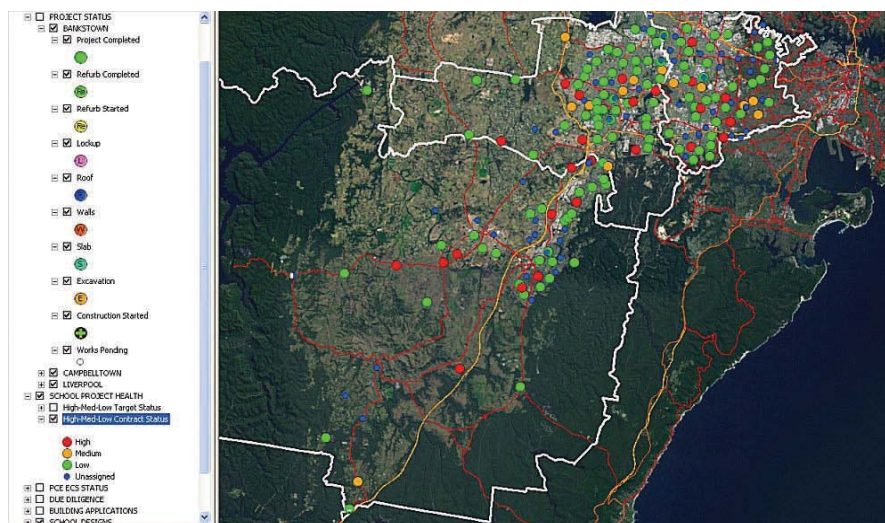 PROJECT STATUS
BANKSTOWN
Project Completed
Refurb Completed
Re
Refurb Started
Re
Lockup
L
Roof
R
Walls
W
Slab
S
Excavation
E
Construction Started
Works Pending
CAMPBELLTOWN
LIVERPOOL
SCHOOL PROJECT HEALTH
High-Med-Low Target Status
High-Med-Low Contract Status
High
Medium
Low
Unassigned
PCE ECS STATUS
DUE DILIGENCE
BUILDING APPLICATIONS
SCHOOL DESIGNS